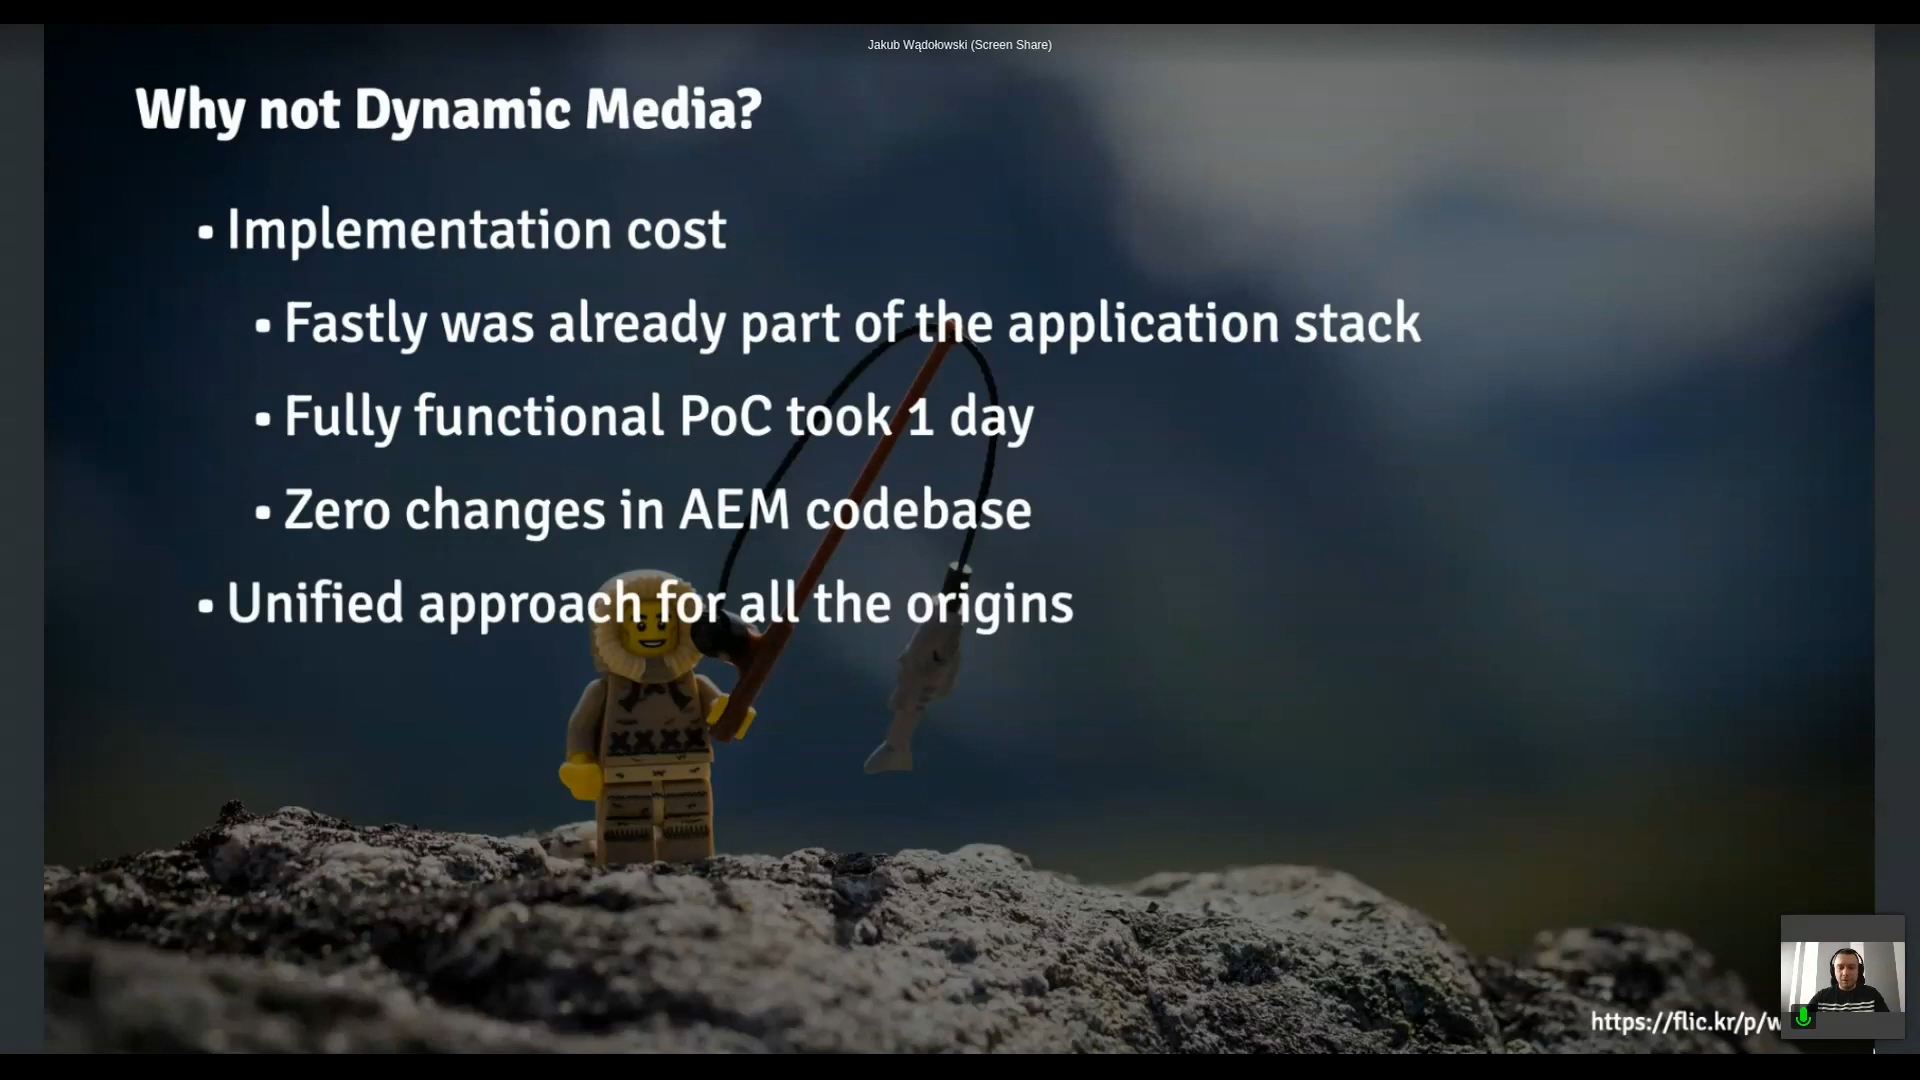 Jakub Wądołowski (Screen Share)
Why not Dynamic Media?
▪ Implementation cost
▪ Fastly was already part of the application stack
▪ Fully functional PoC took 1 day
▪ Zero changes in AEM codebase
▪ Unified approach for all the origins
https://flic.kr/p/w